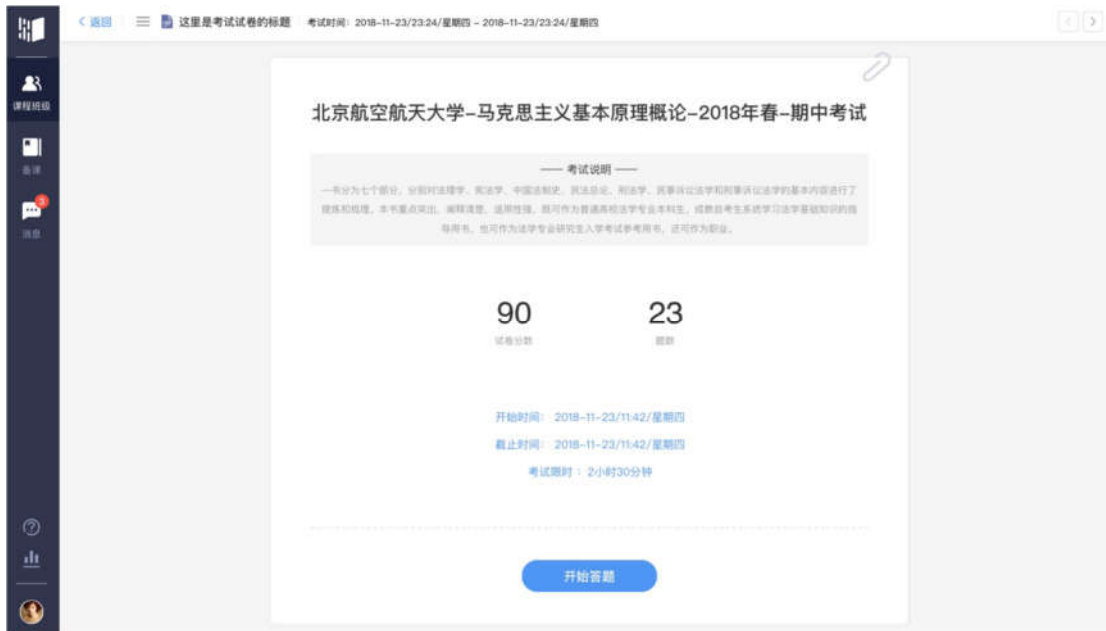 返回
这里是考试试卷的标题
考试时间：2018-11-23/23:24/星期四 - 2018-11-23/23:24/星期四
课程班级
备课
3
消息
北京航空航天大学-马克思主义基本原理概论-2018年春-期中考试
考试说明
一书分为七个部分，分别对法理学、宪法学、中国法制史、民法总论、刑法学、民事诉讼法学和刑事诉讼法学的基本内容进行了
提炼和梳理。本书重点突出、阐释清楚、适用性强，既可作为普通高校法学专业本科生、成教自考生系统学习法学基础知识的指
导用书，也可作为法学专业研究生入学考试参考用书，还可作为职业。
90
23
试卷分数
题数
开始时间： 2018-11-23/11:42/星期四
截止时间： 2018-11-23/11:42/星期四
考试限时 ： 2小时30分钟
开始答题